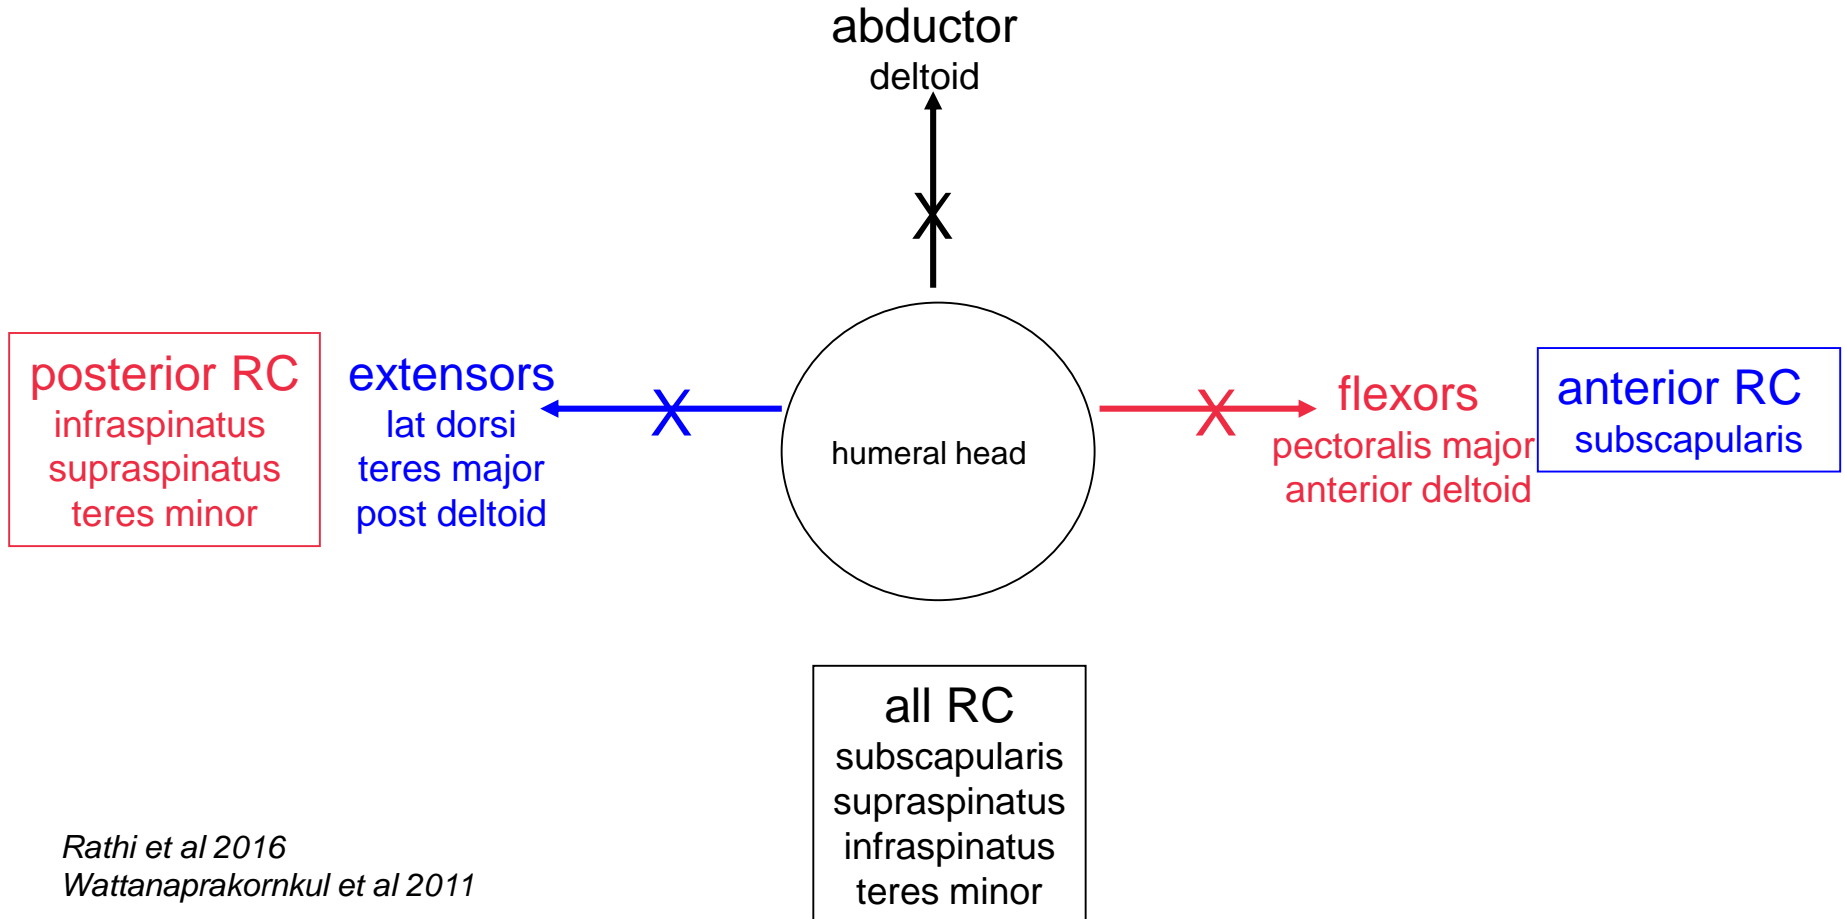 abductor
deltoid
X
posterior RC
infraspinatus
supraspinatus
teres minor
extensors
lat dorsi
teres major
post deltoid
X
humeral head
X
flexors
pectoralis major
anterior deltoid
anterior RC
subscapularis
all RC
subscapularis
supraspinatus
infraspinatus
teres minor
Rathi et al 2016
Wattanaprakornkul et al 2011